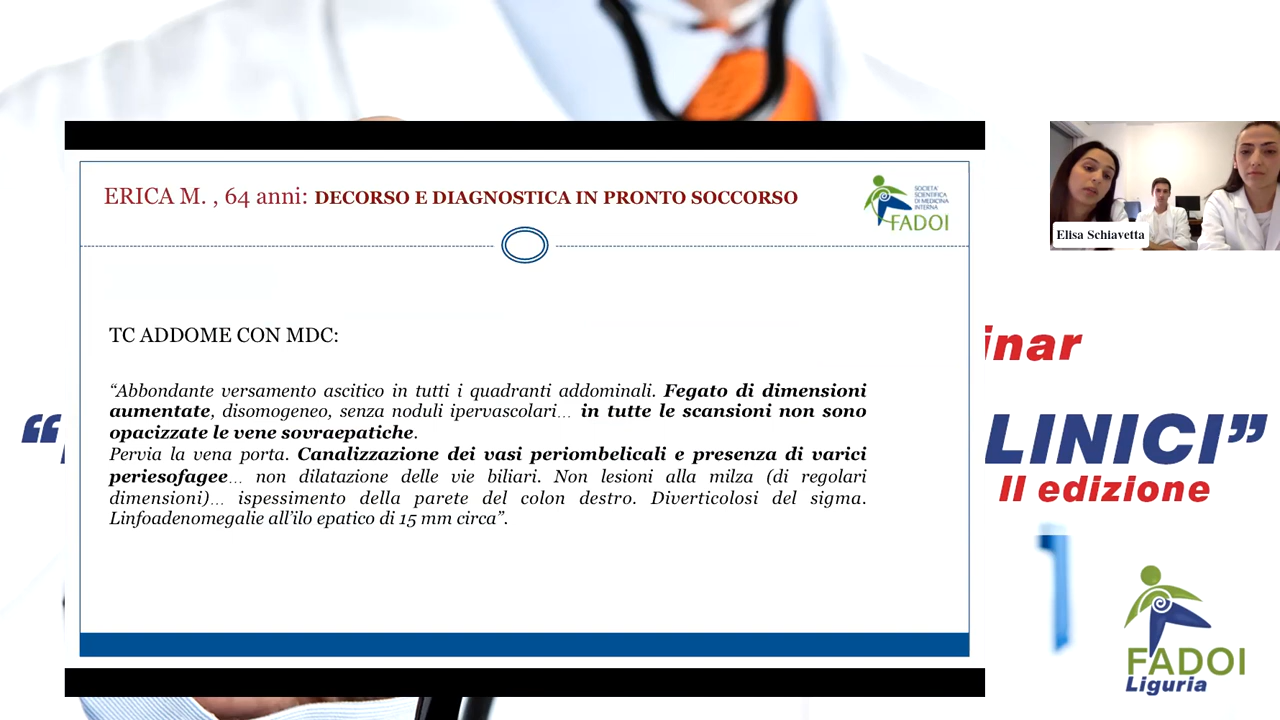 ERICA M. , 64 anni: DECORSO E DIAGNOSTICA IN PRONTO SOCCORSO
SOCIETA'
SCIENTIFICA
DI MEDICINA
INTERNA
FADOI
TC ADDOME CON MDC:
“Abbondante versamento ascitico in tutti i quadranti addominali. Fegato di dimensioni
aumentate, disomogeneo, senza noduli ipervascolari… in tutte le scansioni non sono
opacizzate le vene sovraepatiche.
Pervia la vena porta. Canalizzazione dei vasi periombelicali e presenza di varici
periesofagee… non dilatazione delle vie biliari. Non lesioni alla milza (di regolari
dimensioni)… ispessimento della parete del colon destro. Diverticolosi del sigma.
Linfoadenomegalie all’ilo epatico di 15 mm circa”.
Elisa Schiavetta
inar
“
LINICI”
II edizione
FADOI
Liguria